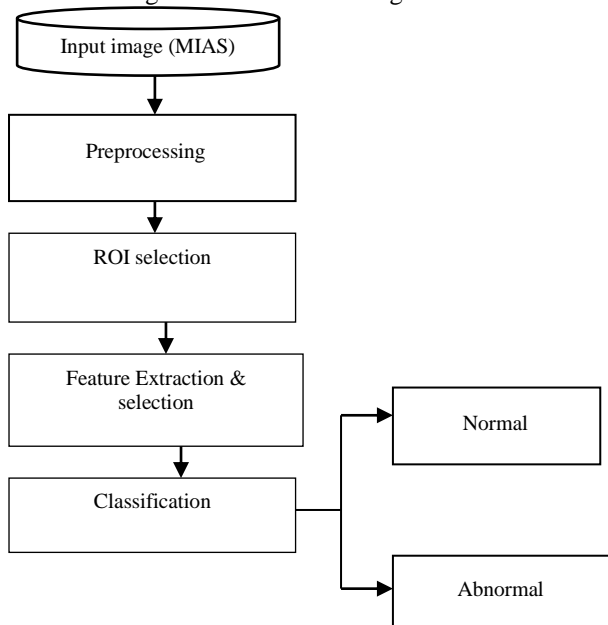 Input image (MIAS)
Preprocessing
ROI selection
Feature Extraction &
selection
Normal
Classification
Abnormal